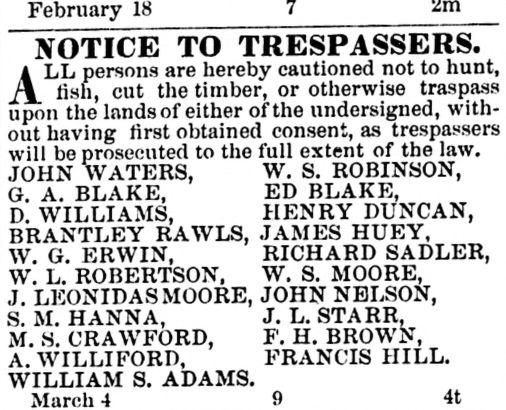 February 18 7 2m
NOTICE TO TRESPASSERS.
ALL persons are hereby cautioned not to hunt,
fish, cut the timber, or otherwise traspass
upon the lands of either of the undersigned, with-
out having first obtained consent, as trespassers
will be prosecuted to the full extent of the law.
JOHN WATERS, W. S. ROBINSON,
G. A. BLAKE, ED BLAKE,
D. WILLIAMS, HENRY DUNCAN,
BRANTLEY RAWLS, JAMES HUEY,
W. G. ERWIN, RICHARD SADLER,
W. L. ROBERTSON, W. S. MOORE,
J. LEONIDAS MOORE, JOHN NELSON,
S. M. HANNA, J. L. STARR,
M. S. CRAWFORD, F. H. BROWN,
A. WILLIFORD, FRANCIS HILL.
WILLIAM S. ADAMS.
March 4 9 4t